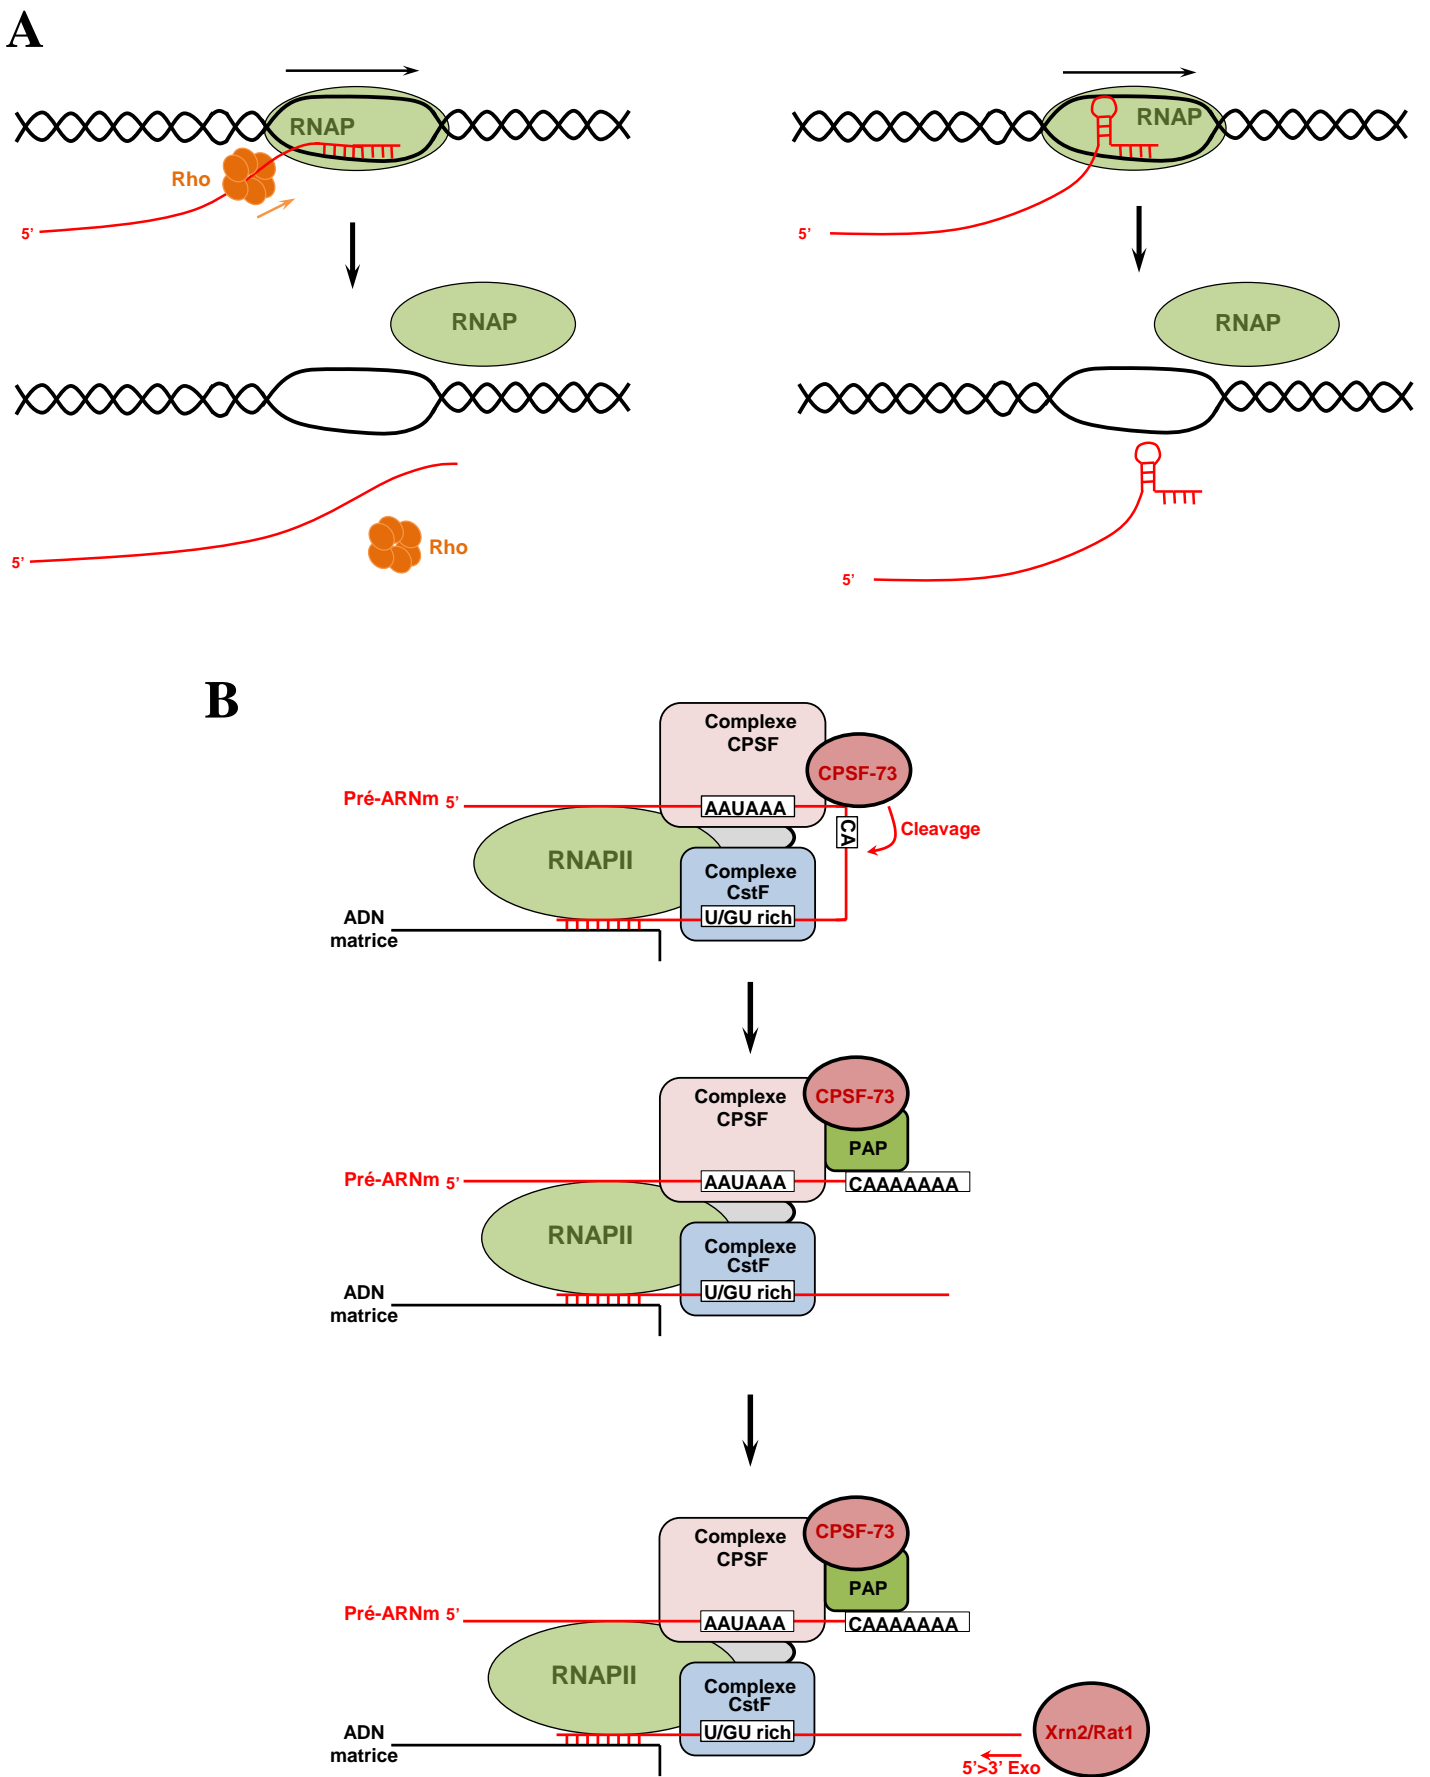 A
RNAP
Rho
5'
RNAP
Rho
5'
RNAP
5'
RNAP
5'
B
Complexe
CPSF
CPSF-73
Pré-ARNm 5'
AAUAAA
CA
Cleavage
RNAPII
Complexe
CstF
U/GU rich
ADN
matrice
Complexe
CPSF
CPSF-73
PAP
Pré-ARNm 5'
AAUAAA
CAAAAAAA
RNAPII
Complexe
CstF
U/GU rich
ADN
matrice
Complexe
CPSF
CPSF-73
PAP
Pré-ARNm 5'
AAUAAA
CAAAAAAA
RNAPII
Complexe
CstF
U/GU rich
ADN
matrice
Xrn2/Rat1
5'>3' Exo